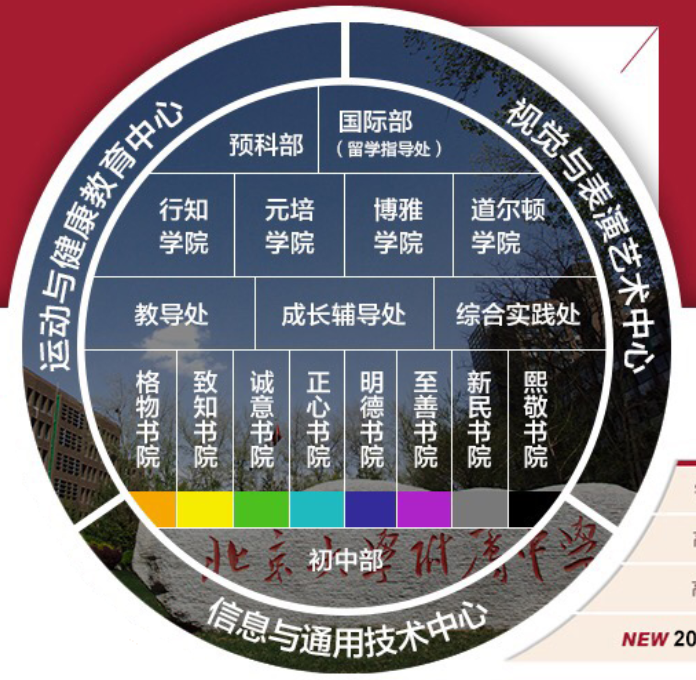 运动与健康教育中心
视觉与表演艺术中心
预科部
国际部
（留学指导处）
行知
学院
元培
学院
博雅
学院
道尔顿
学院
教导处
成长辅导处
综合实践处
格物书院
致知书院
诚意书院
正心书院
明德书院
至善书院
新民书院
熙敬书院
北京大学附属中学
初中部
信息与通用技术中心
NEW 20